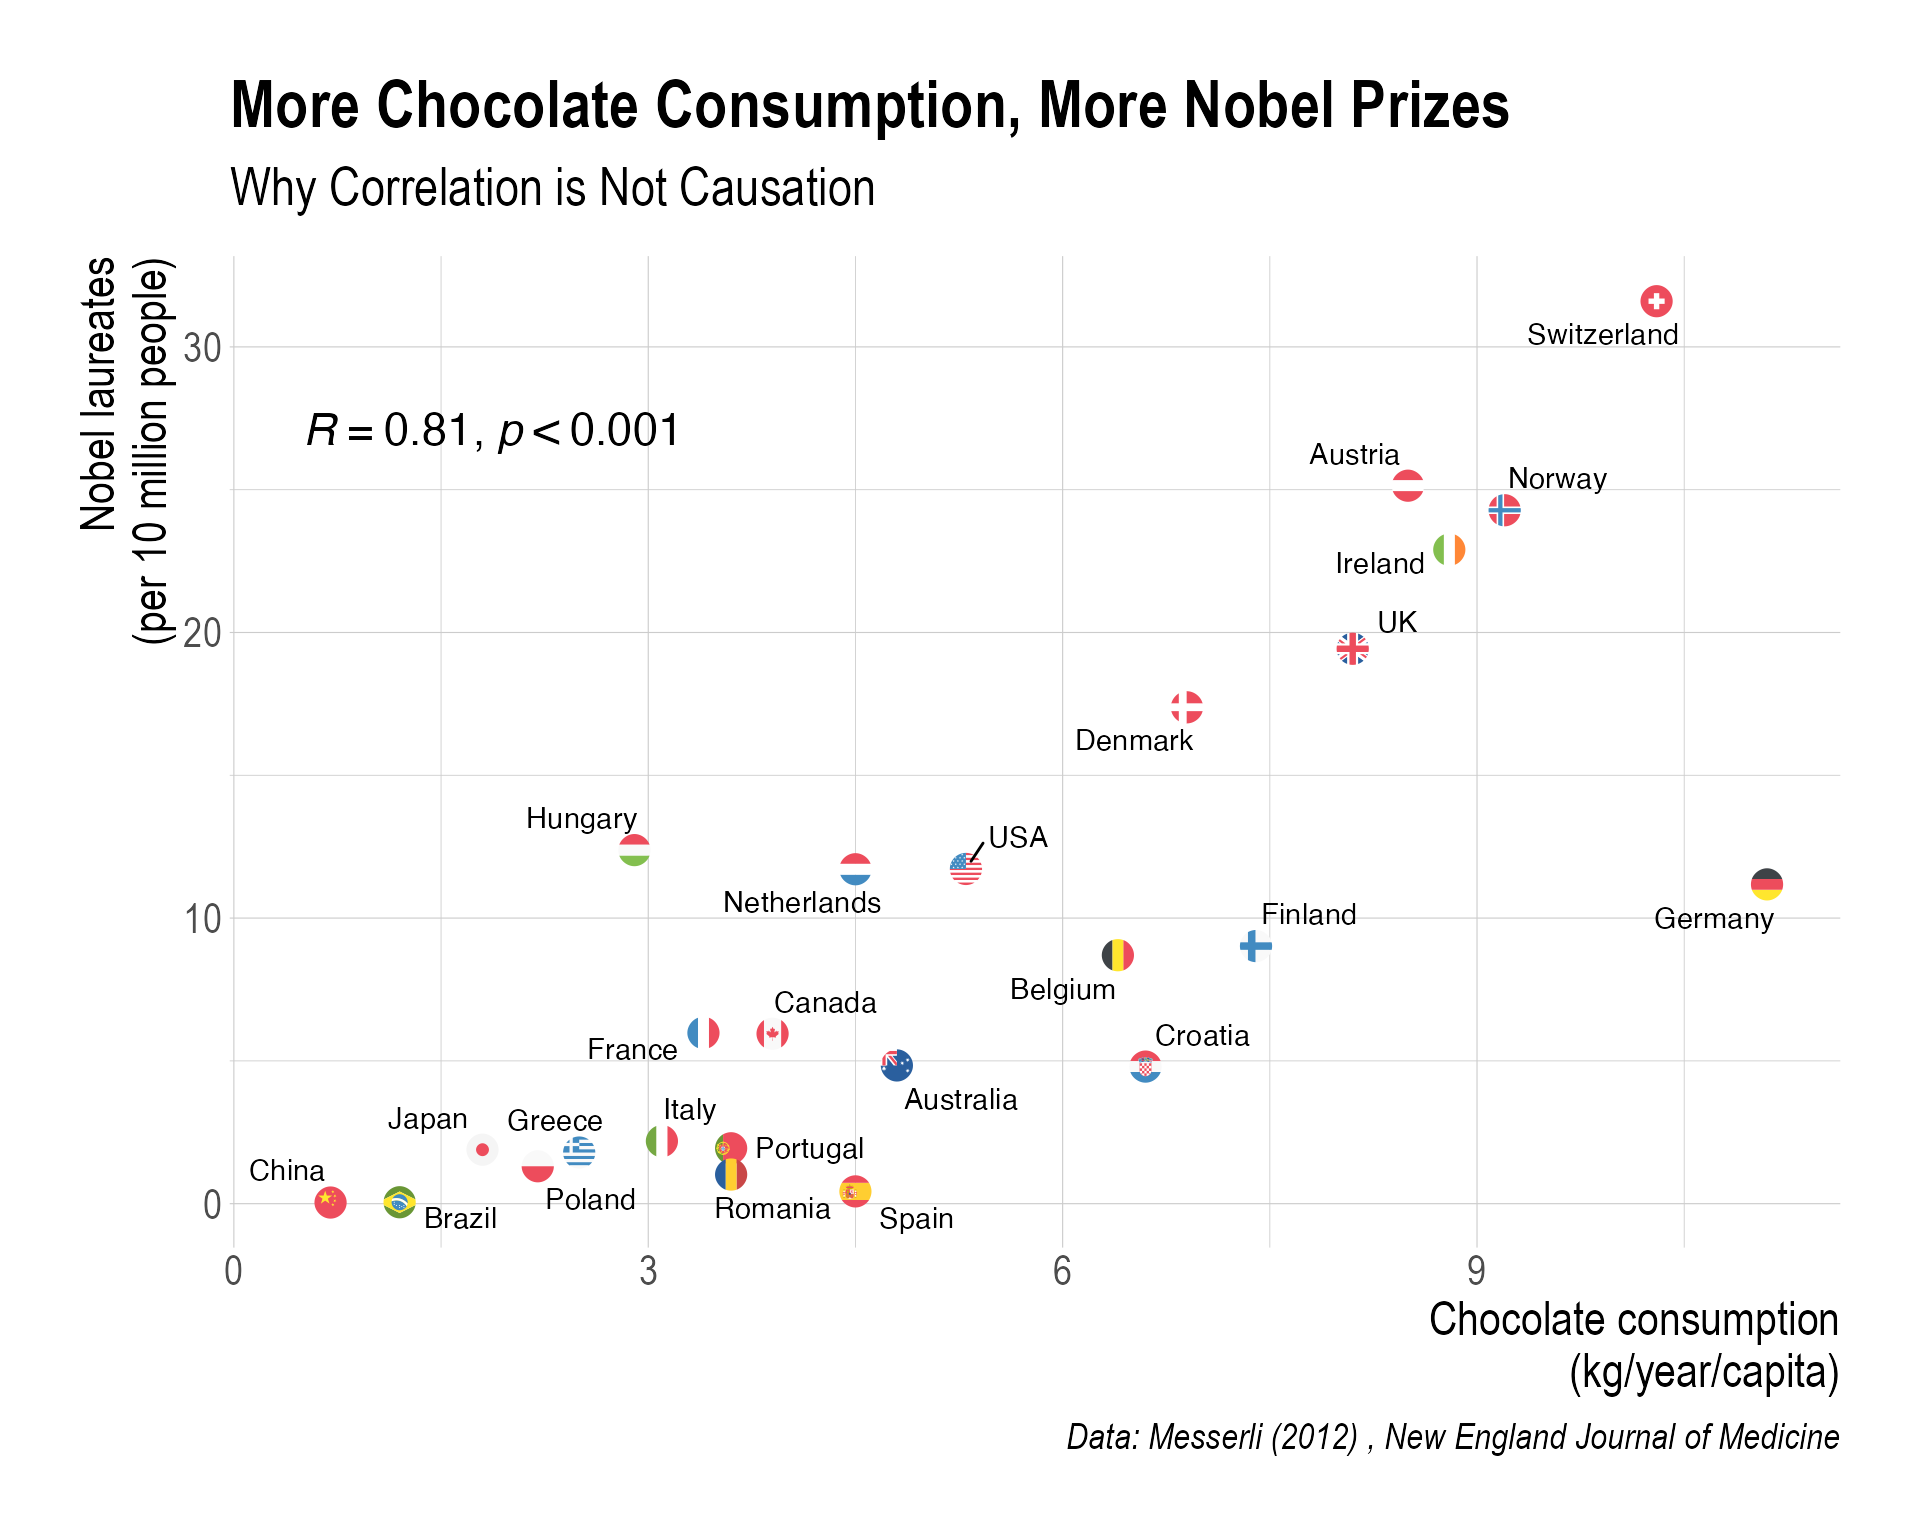 More Chocolate Consumption, More Nobel Prizes
Why Correlation is Not Causation
Nobel laureates
(per 10 million people)
30
20
10
0
R = 0.81, p < 0.001
Switzerland
Austria
Norway
Ireland
UK
Denmark
Hungary
USA
Netherlands
Germany
Finland
Belgium
Canada
France
Croatia
Australia
Italy
Japan
Greece
Portugal
China
Poland
Romania
Brazil
Spain
0 3 6 9
Chocolate consumption
(kg/year/capita)
Data: Messerli (2012) , New England Journal of Medicine